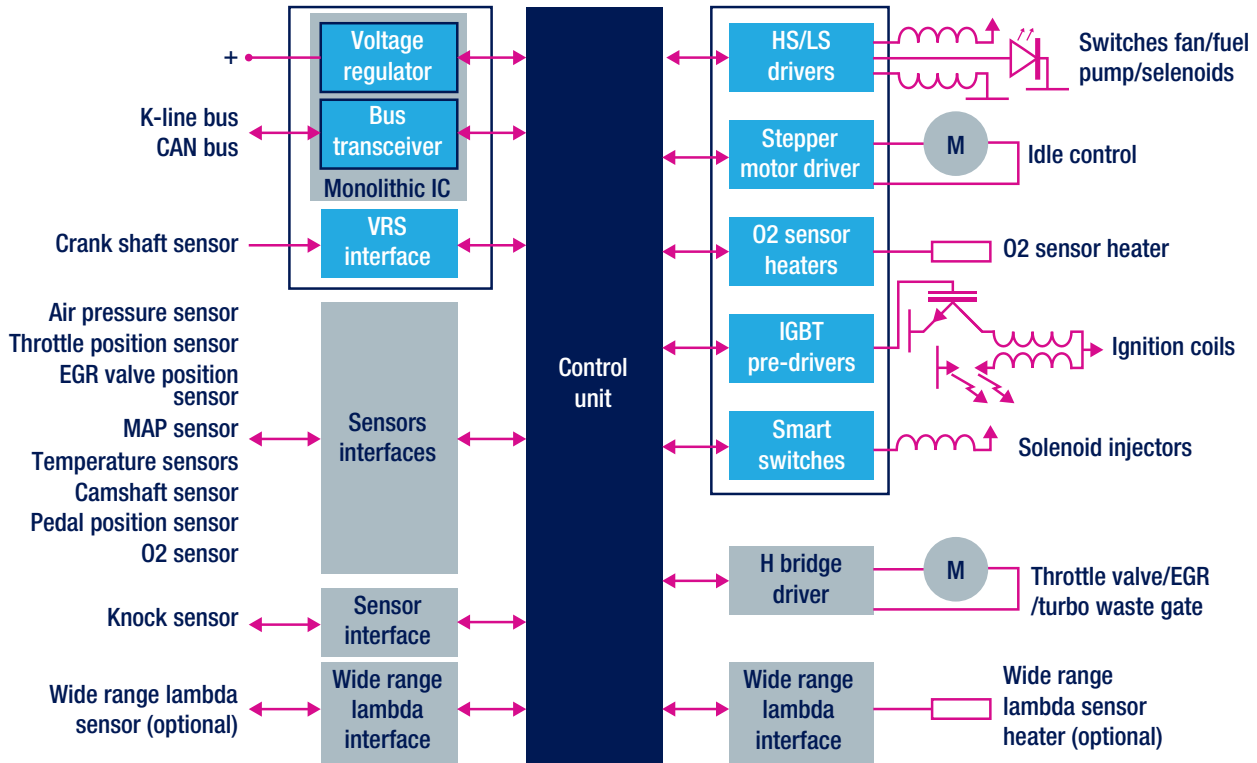 +
K-line bus
CAN bus
Crank shaft sensor
Air pressure sensor
Throttle position sensor
EGR valve position
sensor
MAP sensor
Temperature sensors
Camshaft sensor
Pedal position sensor
O2 sensor
Knock sensor
Wide range lambda
sensor (optional)
Voltage
regulator
Bus
transceiver
Monolithic IC
VRS
interface
Sensors
interfaces
Sensor
interface
Wide range
lambda
interface
Control
unit
HS/LS
drivers
Stepper
motor driver
O2 sensor
heaters
IGBT
pre-drivers
Smart
switches
H bridge
driver
Wide range
lambda
interface
M
M
Switches fan/fuel
pump/selenoids
Idle control
O2 sensor heater
Ignition coils
Solenoid injectors
Throttle valve/EGR
/turbo waste gate
Wide range
lambda sensor
heater (optional)